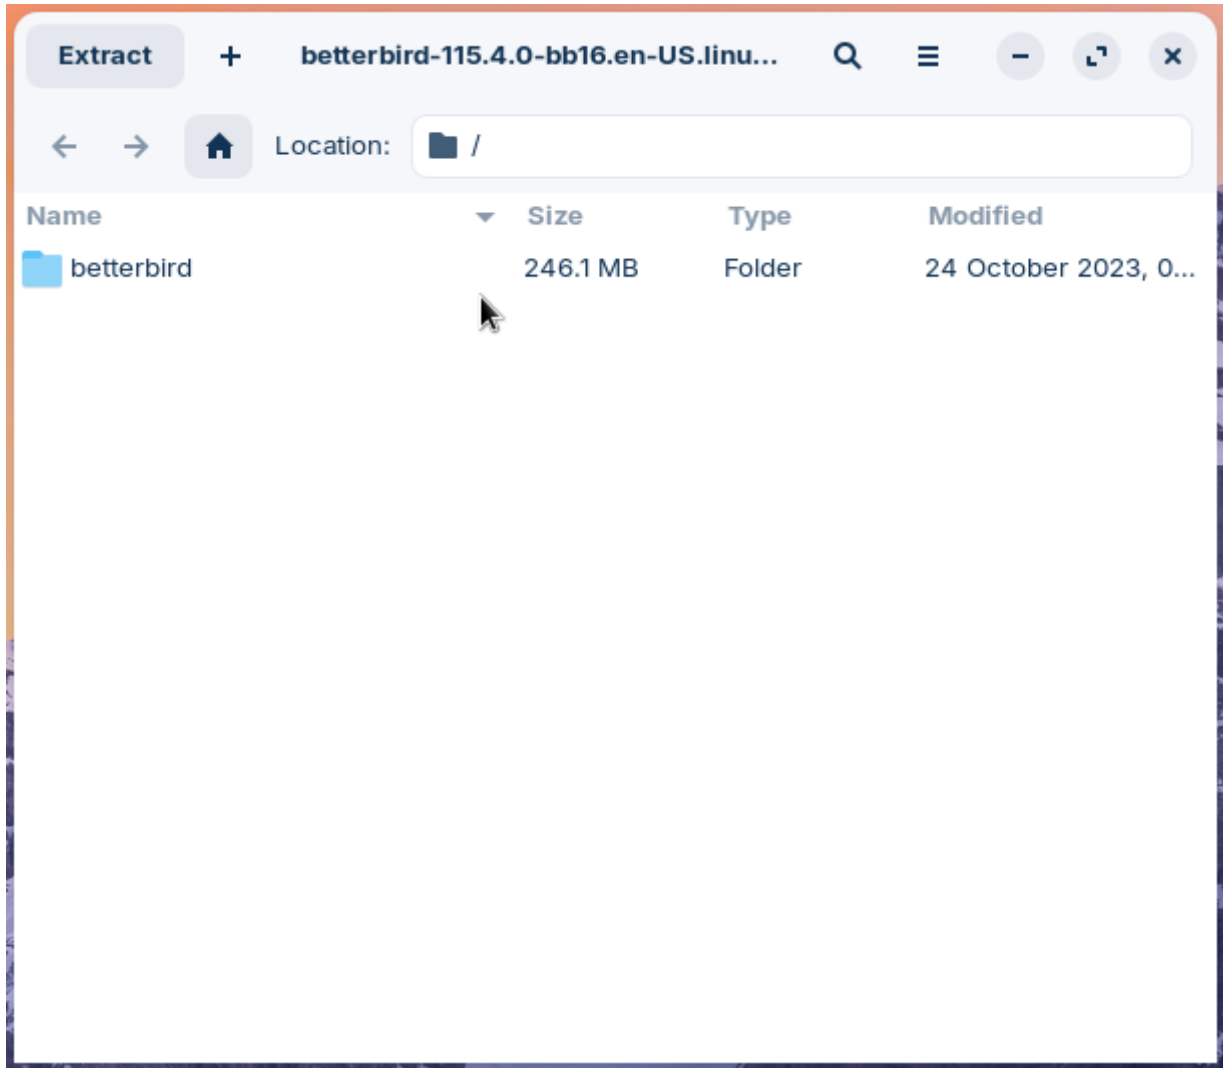 Extract + betterbird-115.4.0-bb16.en-US.linu...
Location: /
Name Size Type Modified
betterbird 246.1 MB Folder 24 October 2023, 0...